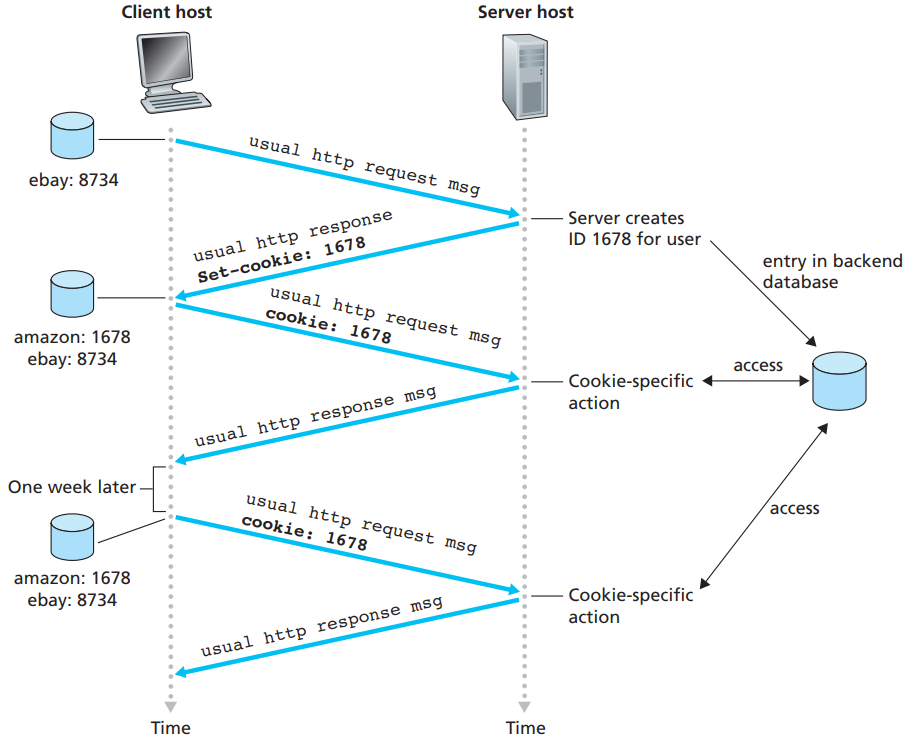 Client host
Server host
ebay: 8734
usual http request msg
Server creates
ID 1678 for user
entry in backend
database
usual http response
Set-cookie: 1678
amazon: 1678
ebay: 8734
usual http request msg
cookie: 1678
Cookie-specific
action
access
usual http response msg
One week later
amazon: 1678
ebay: 8734
usual http request msg
cookie: 1678
access
Cookie-specific
action
usual http response msg
Time
Time